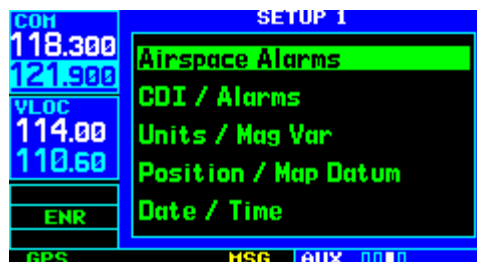 COM
118.300
121.900
VLOC
114.00
110.60
ENR
SETUP 1
Airspace Alarms
CDI / Alarms
Units / Mag Var
Position / Map Datum
Date / Time
GPS
MSG
AUX